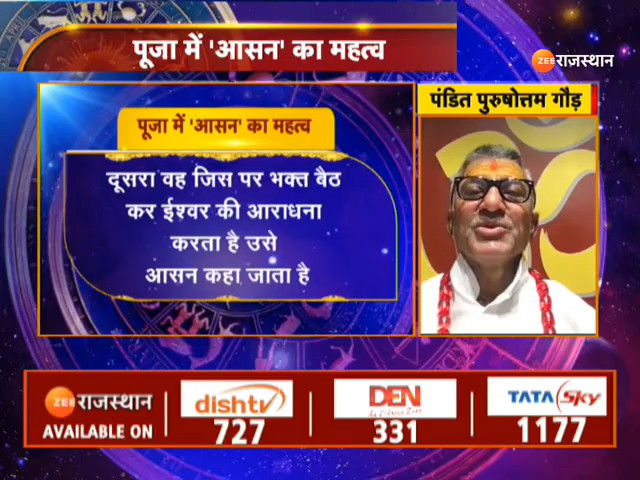 पूजा में 'आसन' का महत्व
ZEE राजस्थान
पंडित पुरुषोत्तम गौड़
पूजा में 'आसन' का महत्व
दूसरा वह जिस पर भक्त बैठ
कर ईश्वर की आराधना
करता है उसे
आसन कहा जाता है
ZEE राजस्थान
AVAILABLE ON
dishtv
727
DEN
331
TATA Sky
1177